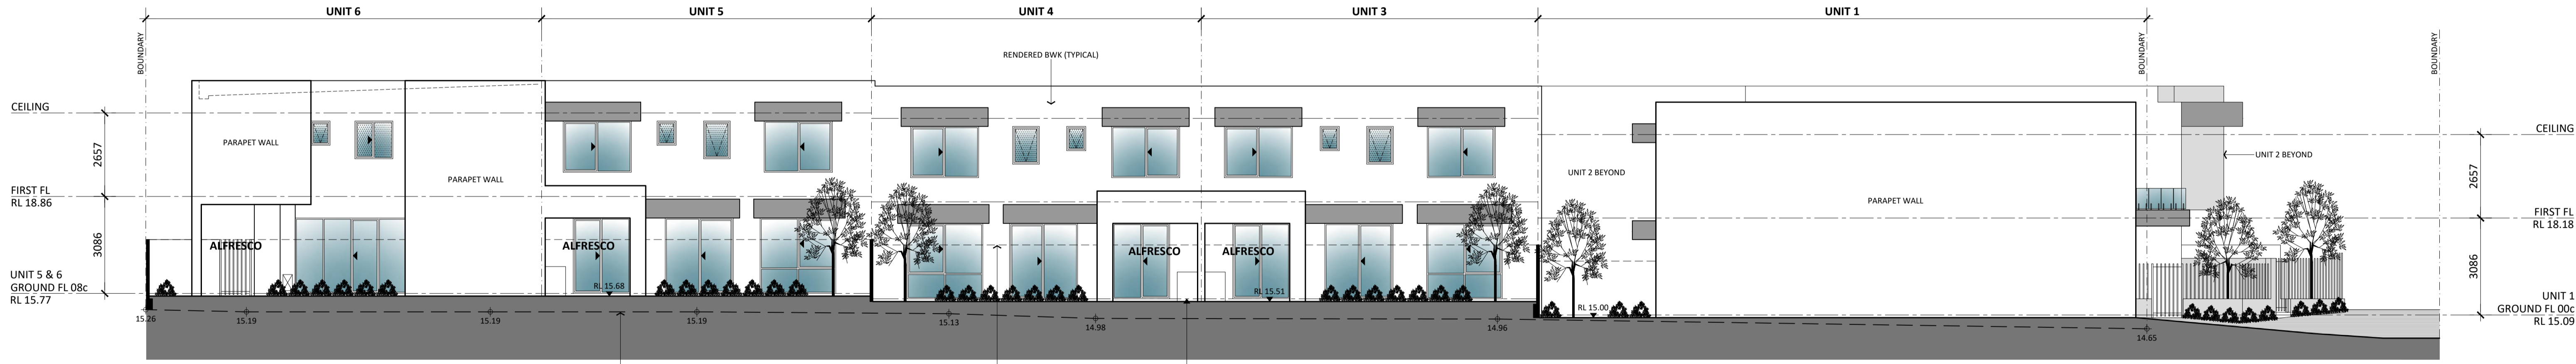 UNIT 6
UNIT 5
UNIT 4
UNIT 3
UNIT 1
BOUNDARY
BOUNDARY
BOUNDARY
RENDERED BWK (TYPICAL)
CEILING
CEILING
2657
2657
PARAPET WALL
PARAPET WALL
UNIT 2 BEYOND
UNIT 2 BEYOND
PARAPET WALL
FIRST FL
RL 18.86
FIRST FL
RL 18.18
3086
3086
ALFRESCO
ALFRESCO
ALFRESCO
ALFRESCO
UNIT 5 & 6
GROUND FL 08c
RL 15.77
RL 15.68
RL 15.51
RL 15.00
UNIT 1
GROUND FL 00c
RL 15.09
15.26
15.19
15.19
15.19
15.13
14.98
14.96
14.65